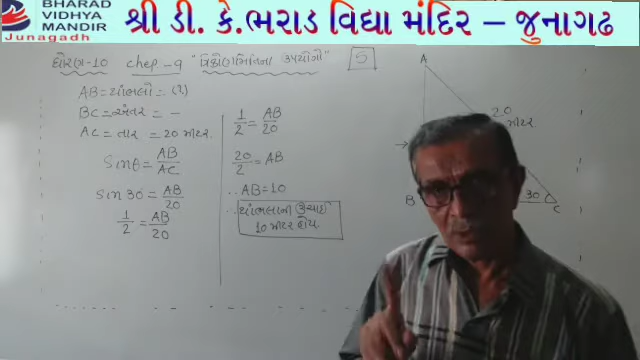 BHARAD
VIDHYA
MANDIR
Junagadh
શ્રી ડી. કે.ભરાડ વિદ્યા મંદિર – જુનાગઢ
ધોરણ-10 chep-9 "ત્રિકોણમિતિના ઉપયોગો" 5
AB = થાંભલો = (?)
BC = અંતર = -
AC = તાર = 20 મીટર
Sinθ = AB/AC
Sin 30 = AB/20
1/2 = AB/20
1/2 = AB/20
20/2 = AB
∴ AB = 10
∴ થાંભલાની ઉંચાઈ
10 મીટર હોય.
A
20
મીટર.
B
30
C